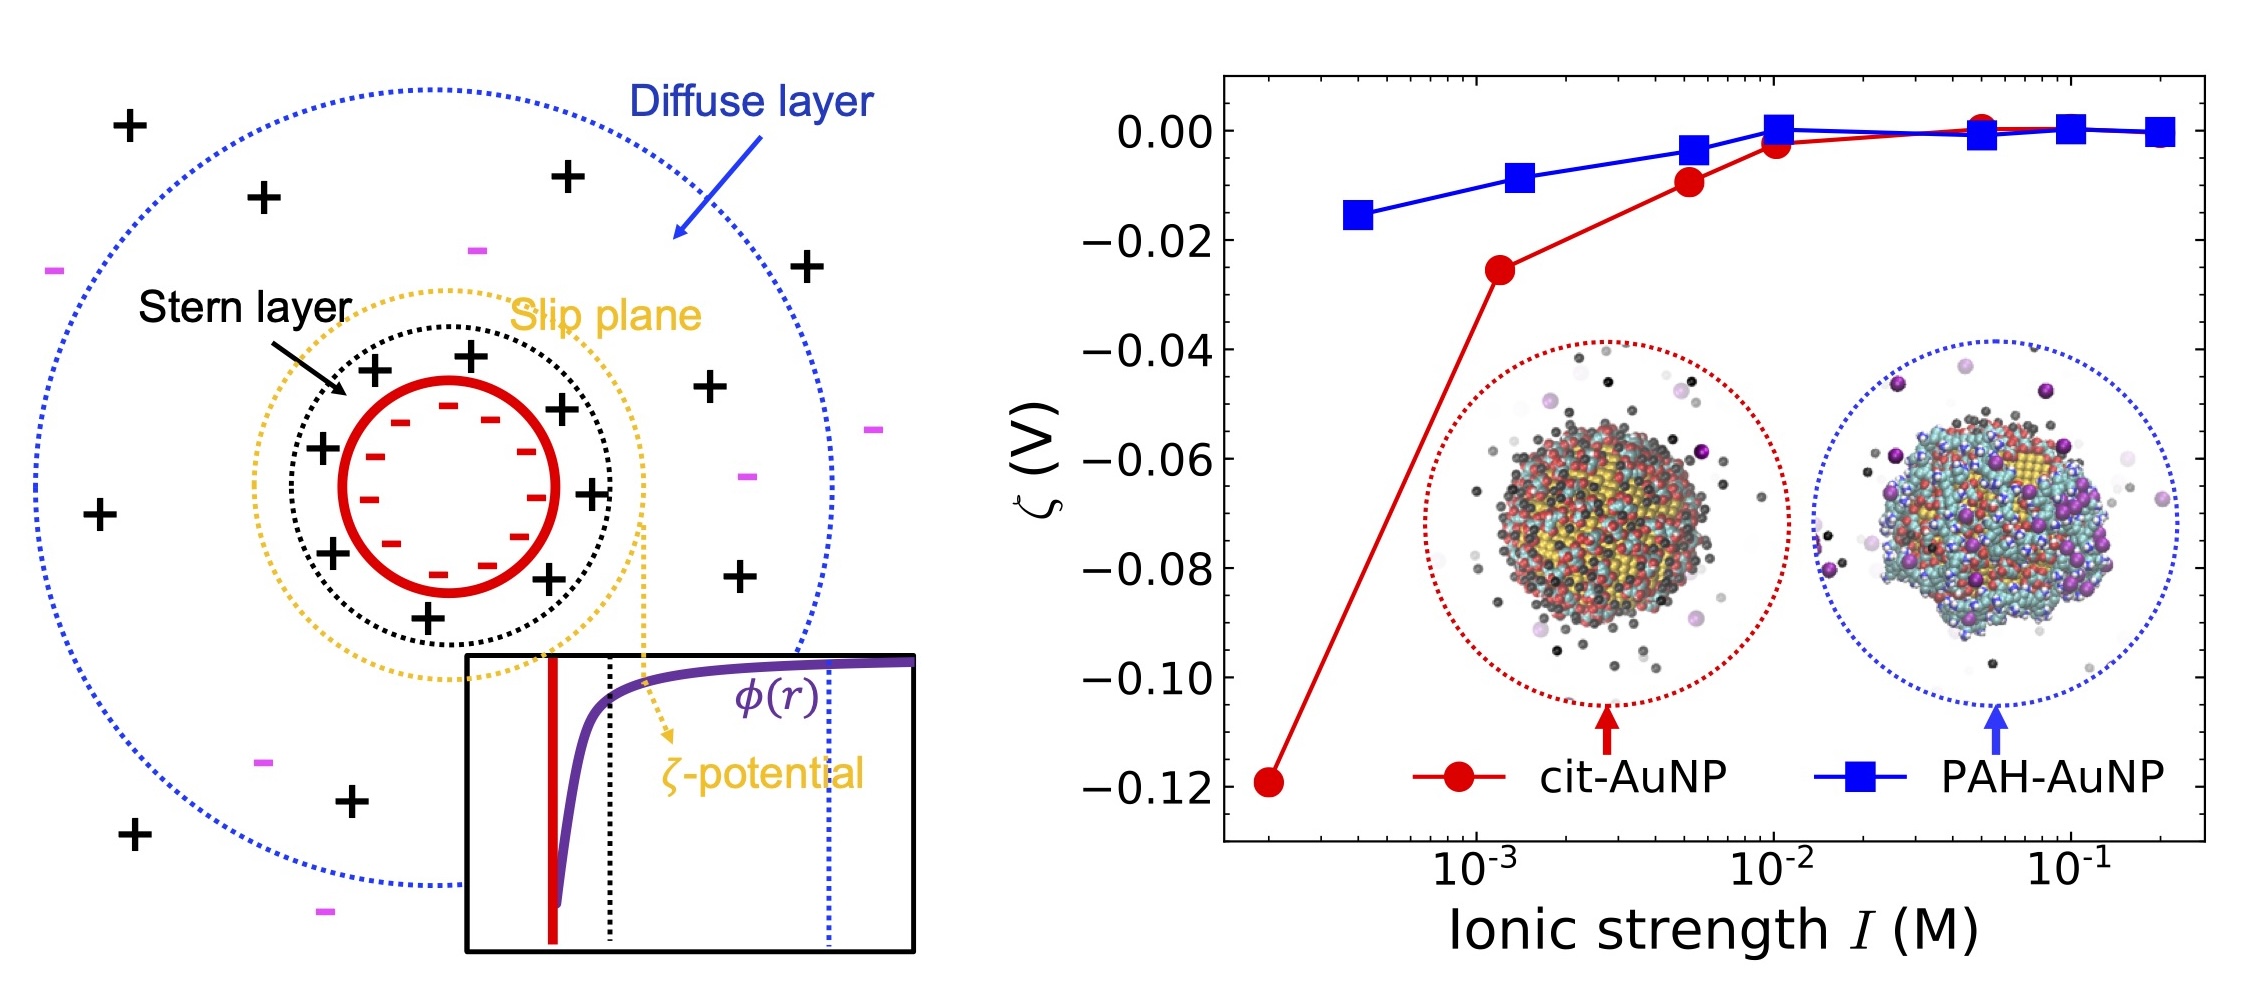 Diffuse layer
Stern layer
Slip plane
ϕ(r)
ζ-potential
ζ (V)
0.00
−0.02
−0.04
−0.06
−0.08
−0.10
−0.12
cit-AuNP
PAH-AuNP
10⁻³
10⁻²
10⁻¹
Ionic strength I (M)